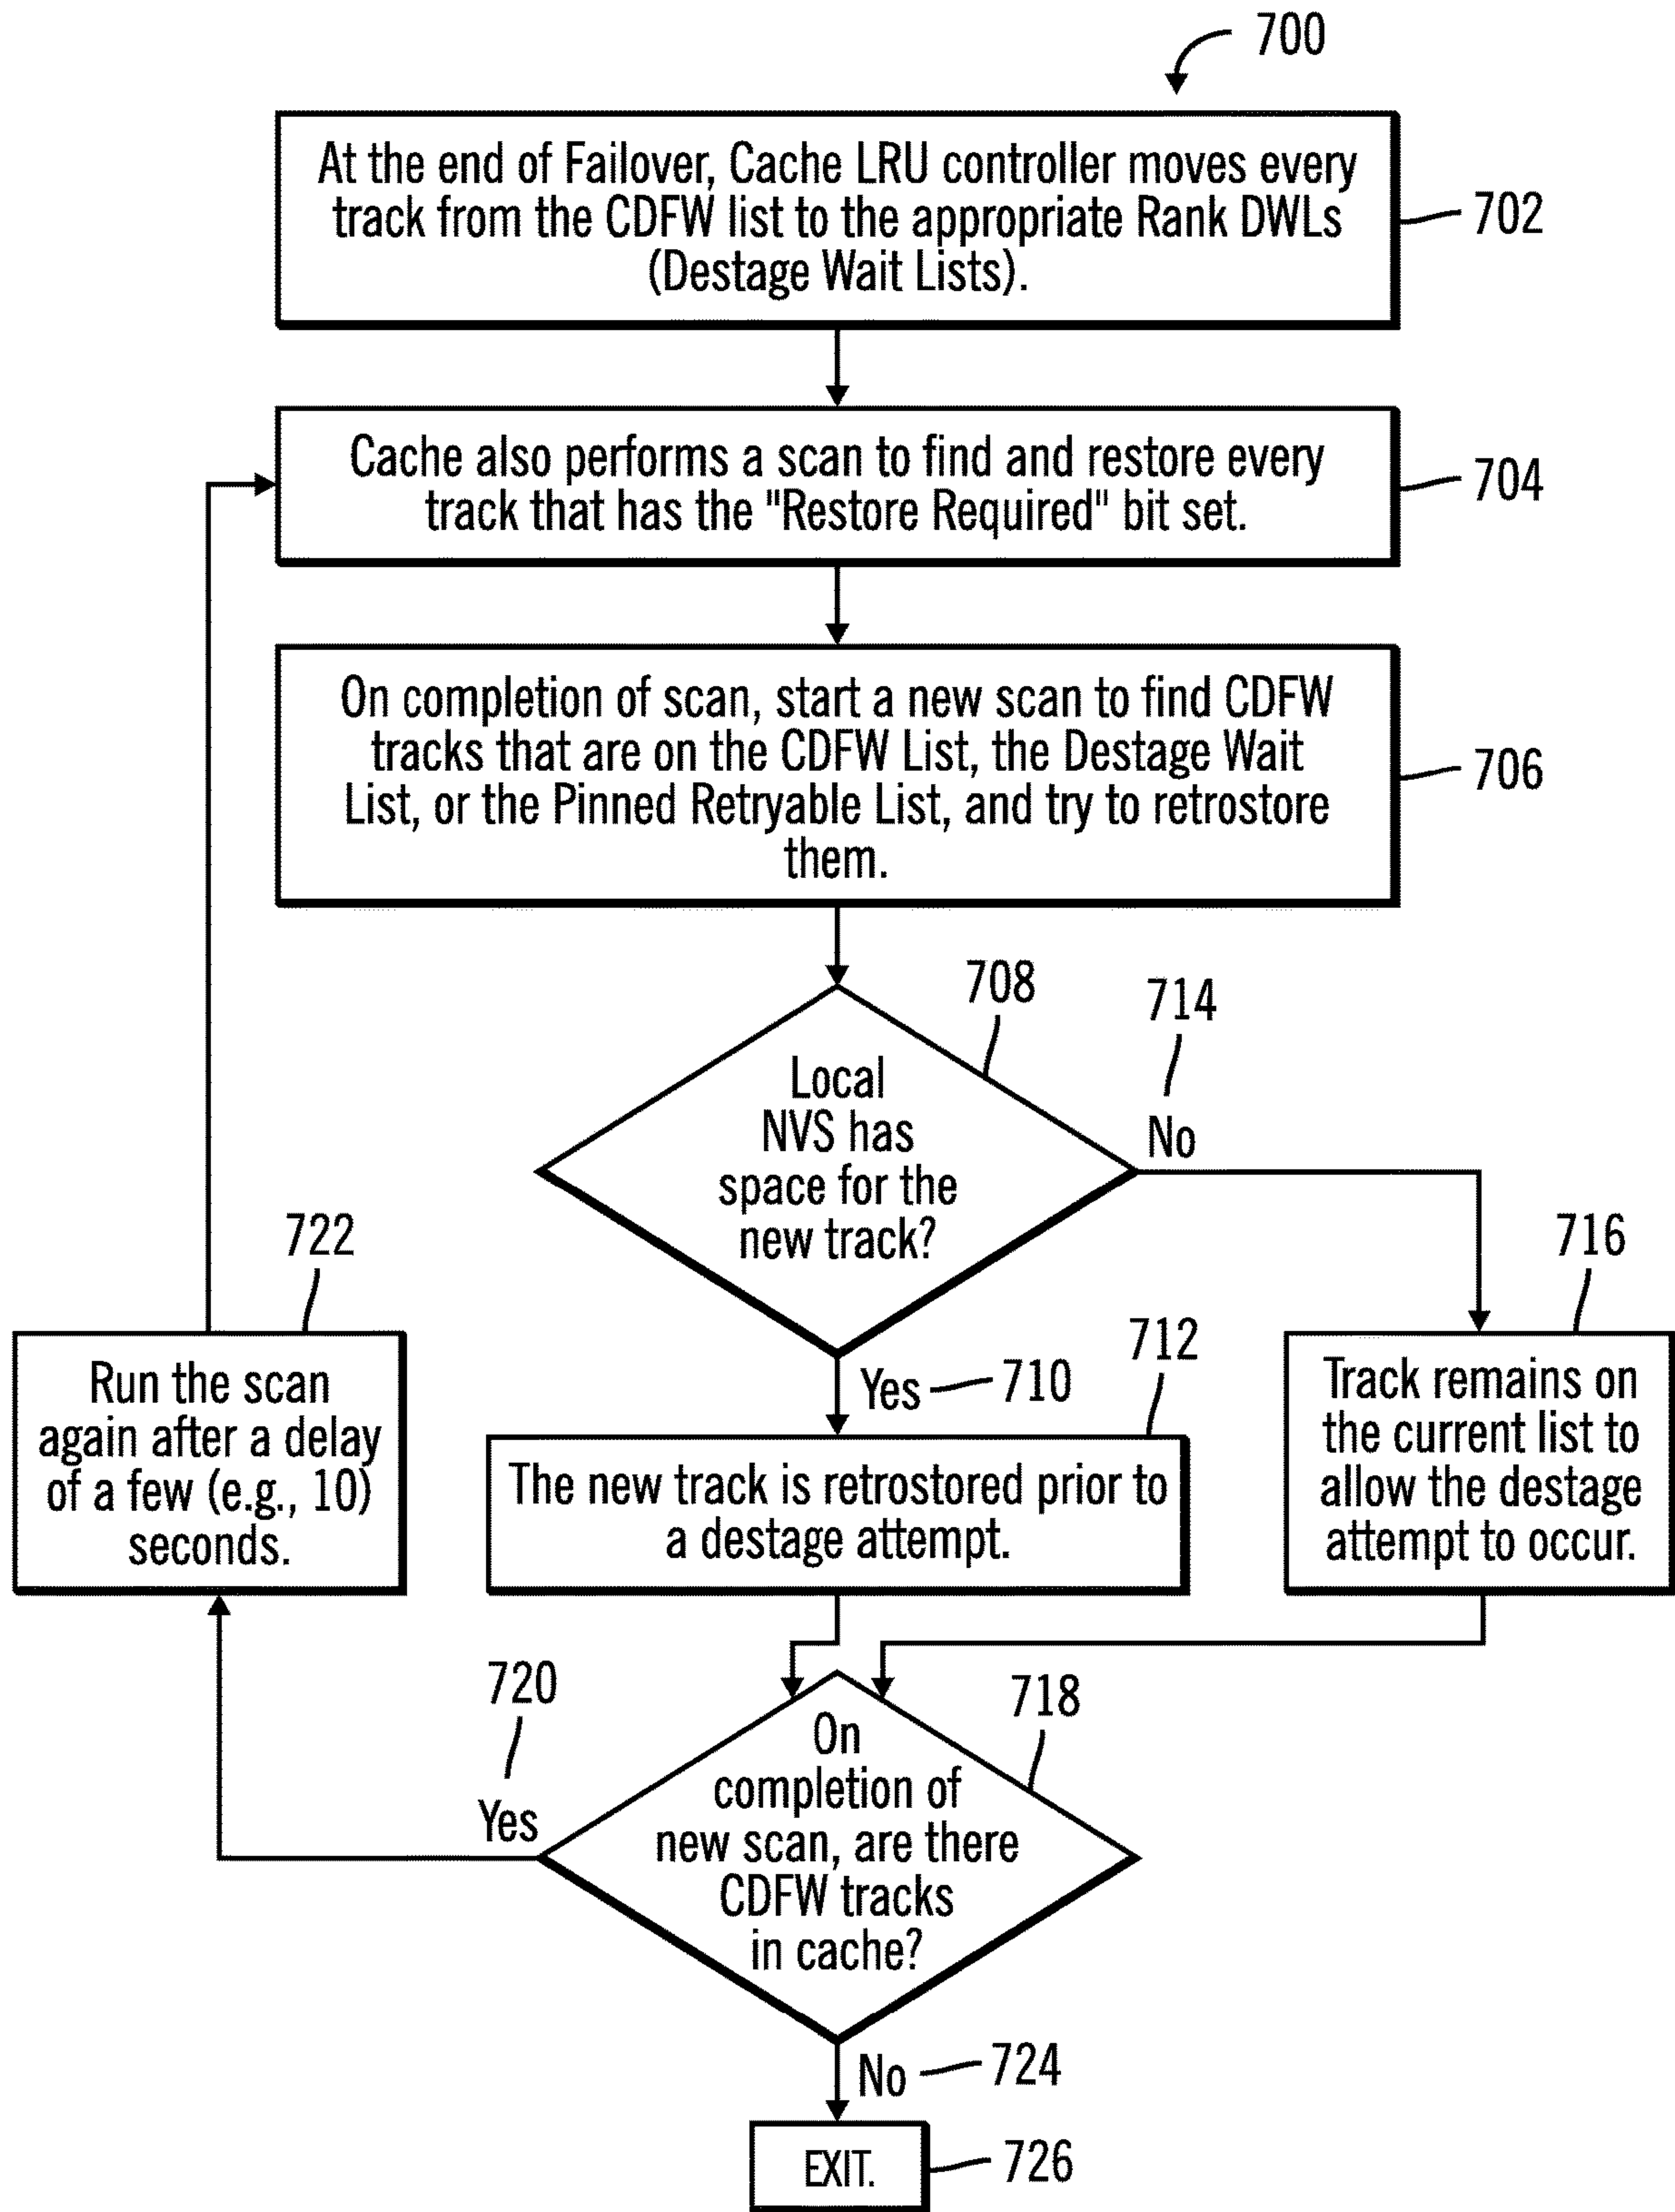 700
At the end of Failover, Cache LRU controller moves every
track from the CDFW list to the appropriate Rank DWLs
(Destage Wait Lists).
702
Cache also performs a scan to find and restore every
track that has the "Restore Required" bit set.
704
On completion of scan, start a new scan to find CDFW
tracks that are on the CDFW List, the Destage Wait
List, or the Pinned Retryable List, and try to retrostore
them.
706
708
Local
NVS has
space for the
new track?
714
No
716
Track remains on
the current list to
allow the destage
attempt to occur.
Yes
710
712
The new track is retrostored prior to
a destage attempt.
722
Run the scan
again after a delay
of a few (e.g., 10)
seconds.
718
On
completion of
new scan, are there
CDFW tracks
in cache?
720
Yes
No
724
EXIT.
726